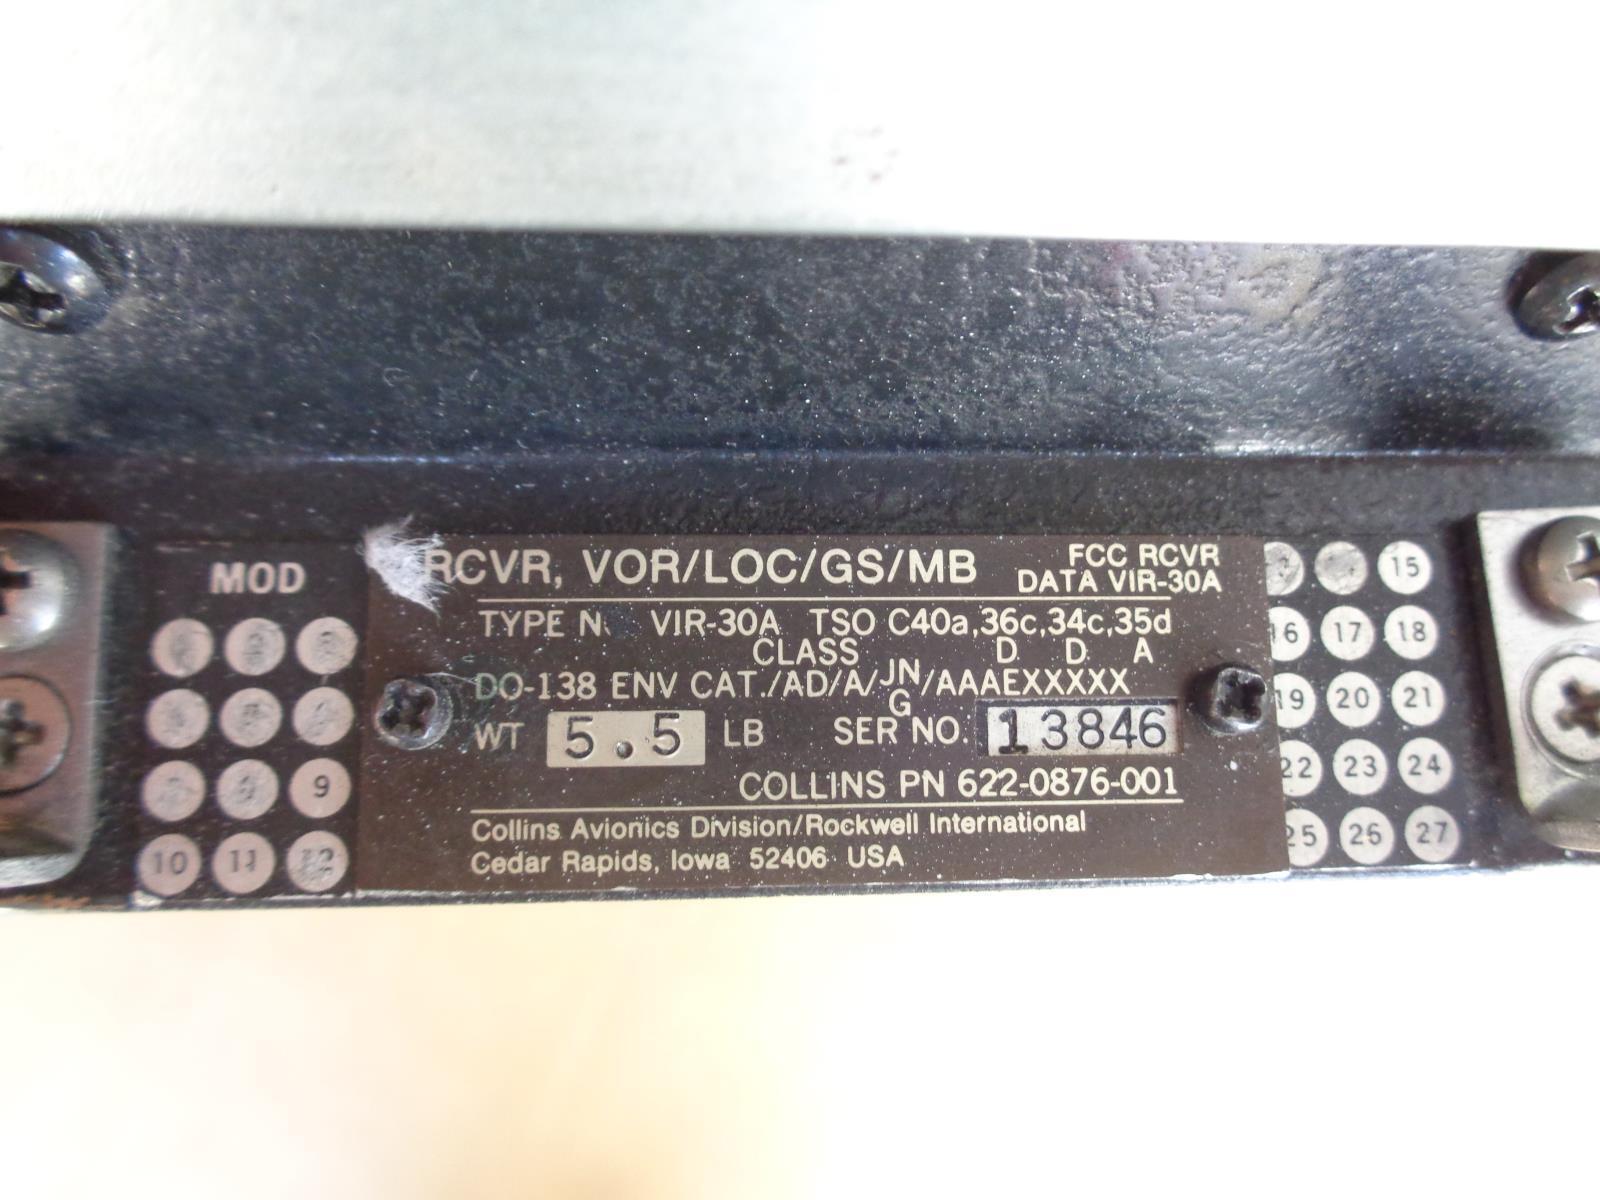 MOD
9
10 11 12
RCVR, VOR/LOC/GS/MB
FCC RCVR
DATA VIR-30A
TYPE VIR-30A TSO C40a,36c,34c,35d
CLASS D D A
DO-138 ENV CAT./AD/A/JN/AAAEXXXXX
G
WT 5.5 LB SER NO. 13846
COLLINS PN 622-0876-001
Collins Avionics Division/Rockwell International
Cedar Rapids, Iowa 52406 USA
15
16 17 18
19 20 21
22 23 24
25 26 27